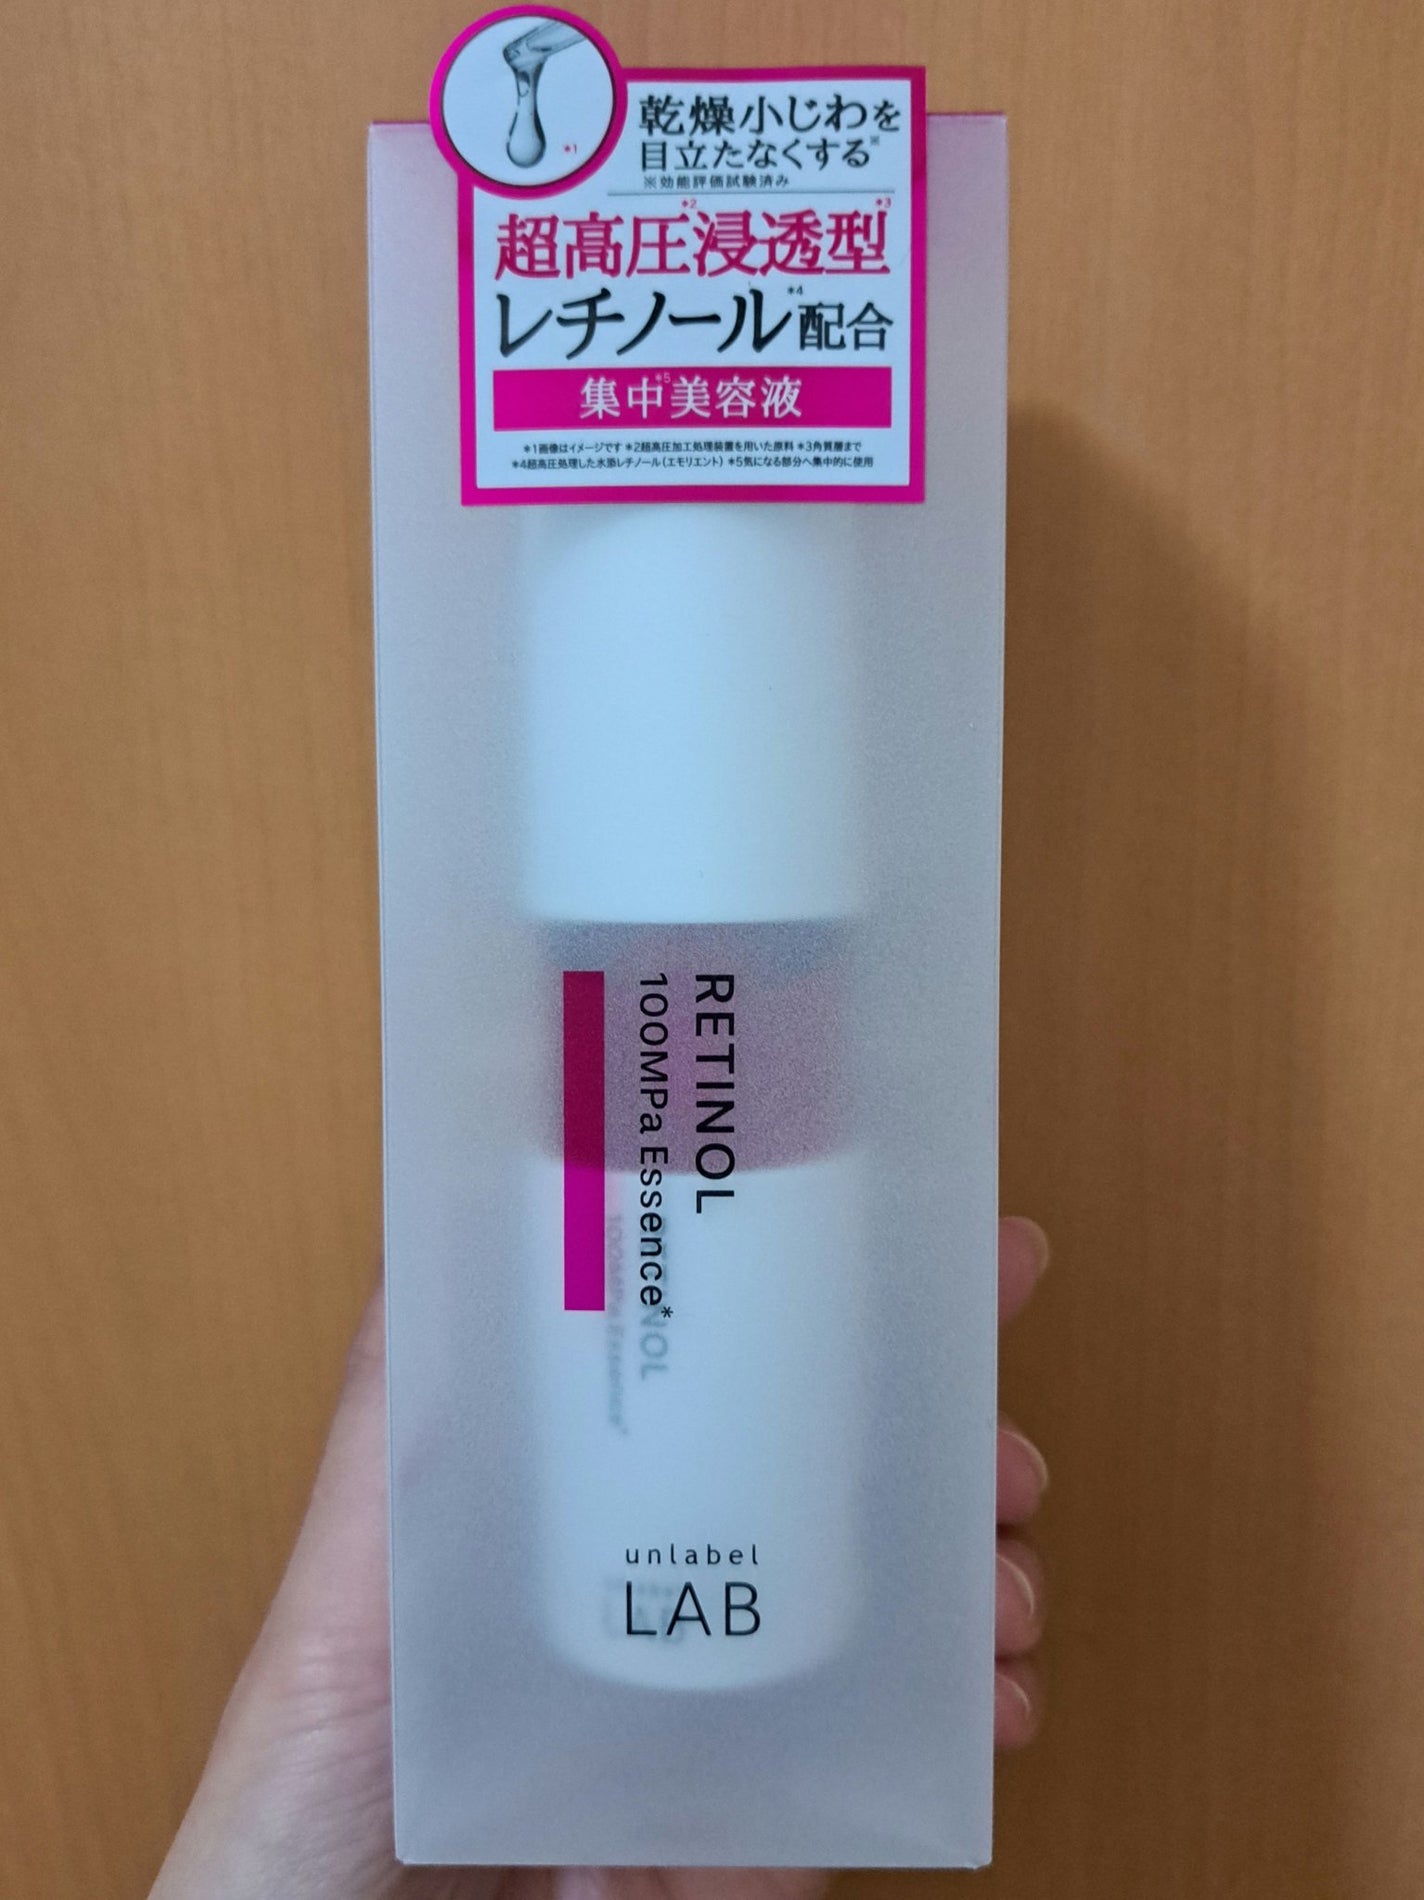 *1
乾燥小じわを
目立たなくする※
※効能評価試験済み
超高圧*2浸透型*3
レチノール*4配合
集中*5美容液
*1画像はイメージです *2超高圧加工処理装置を用いた原料 *3角質層まで
*4超高圧処理した水添レチノール(エモリエント) *5気になる部分へ集中的に使用
RETINOL
100MPa Essence*
RETINOL
100MPa Essence*
unlabel
LAB